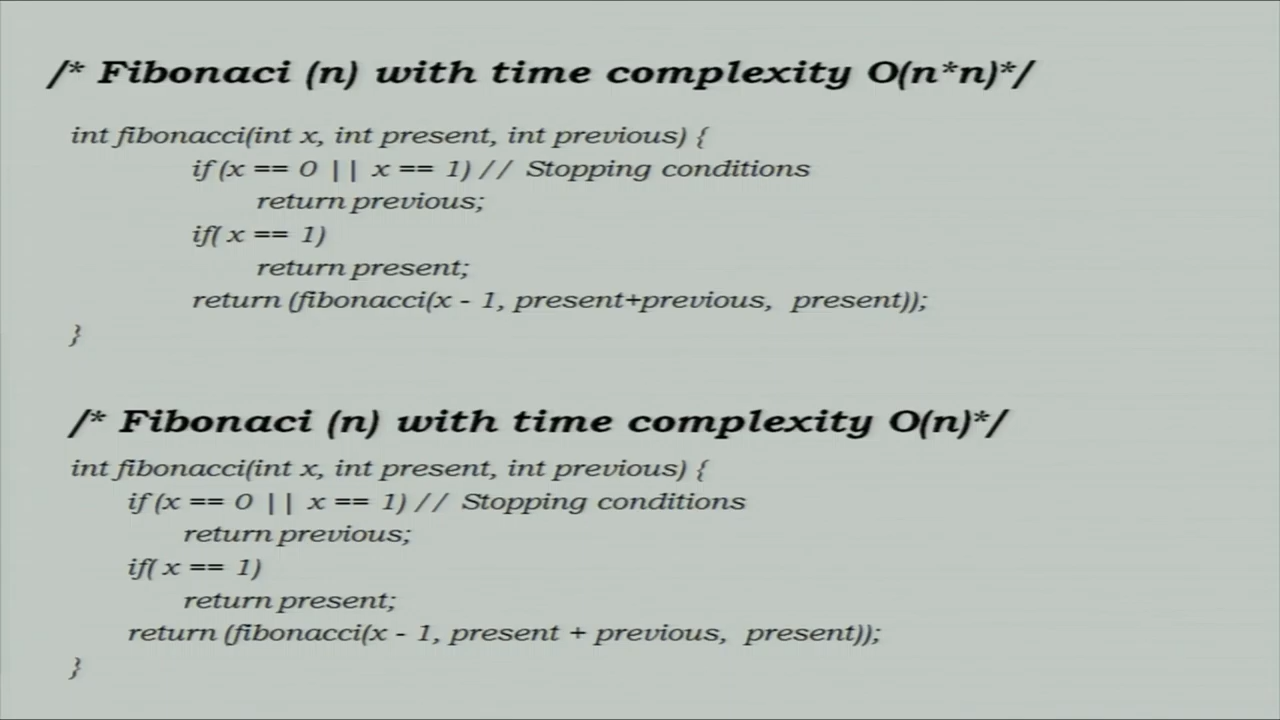 /* Fibonaci (n) with time complexity O(n*n)*/
int fibonacci(int x, int present, int previous) {
if (x == 0 || x == 1) // Stopping conditions
return previous;
if( x == 1)
return present;
return (fibonacci(x - 1, present+previous, present));
}
/* Fibonaci (n) with time complexity O(n)*/
int fibonacci(int x, int present, int previous) {
if (x == 0 || x == 1) // Stopping conditions
return previous;
if( x == 1)
return present;
return (fibonacci(x - 1, present + previous, present));
}